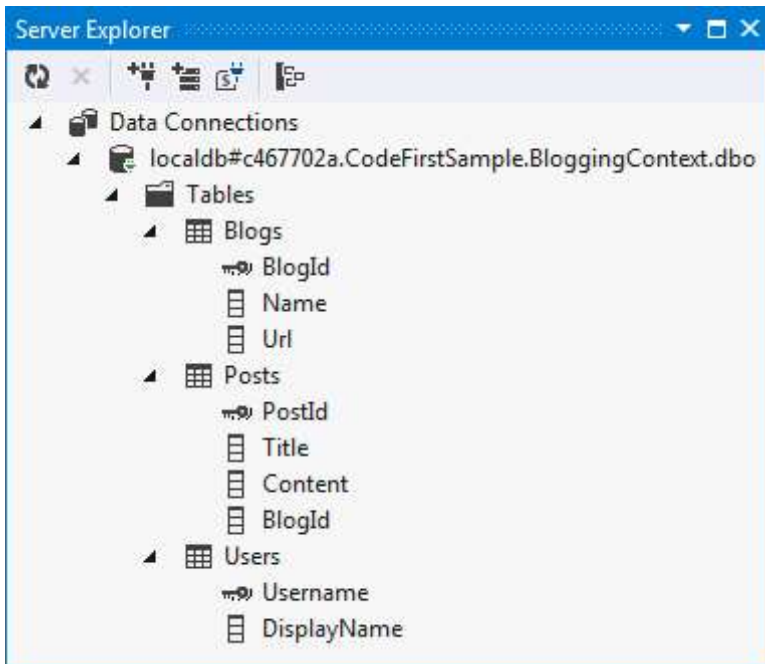 Server Explorer
Data Connections
localdb#c467702a.CodeFirstSample.BloggingContext.dbo
Tables
Blogs
BlogId
Name
Url
Posts
PostId
Title
Content
BlogId
Users
Username
DisplayName